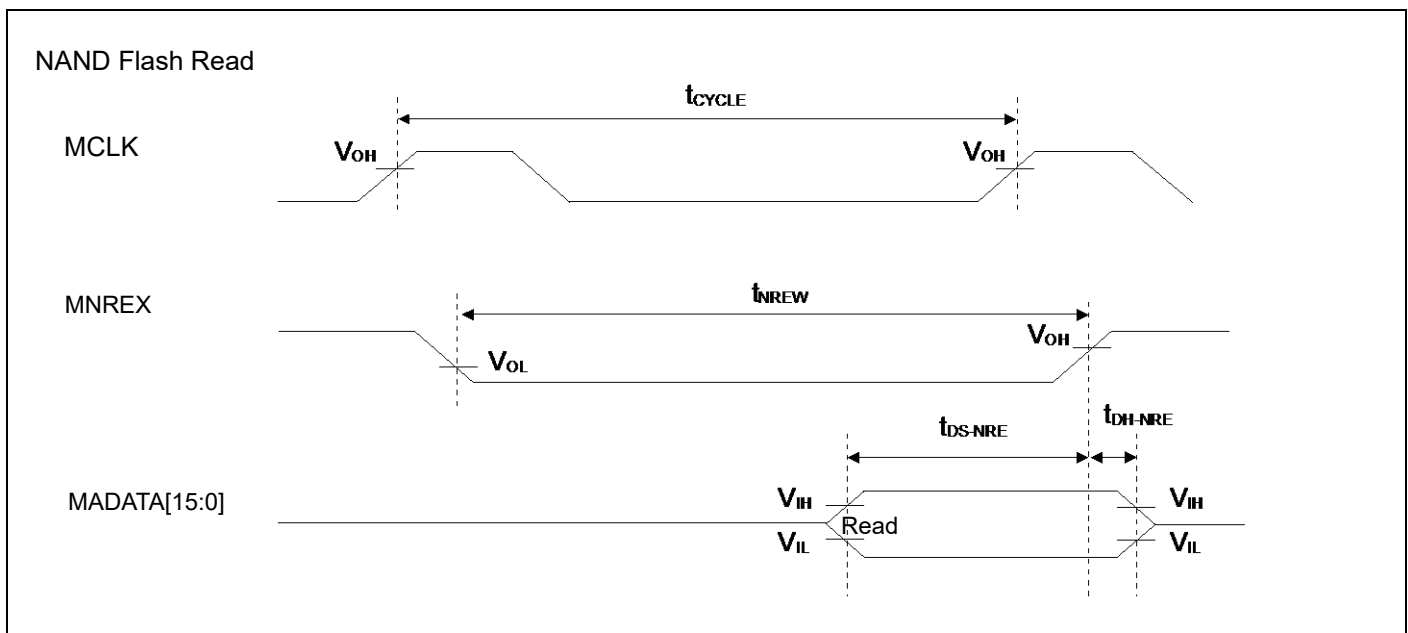 NAND Flash Read
tCYCLE
MCLK
VOH
VOH
tNREW
MNREX
VOH
VOL
tDH-NRE
tDS-NRE
MADATA[15:0]
VIH
VIH
Read
VIL
VIL